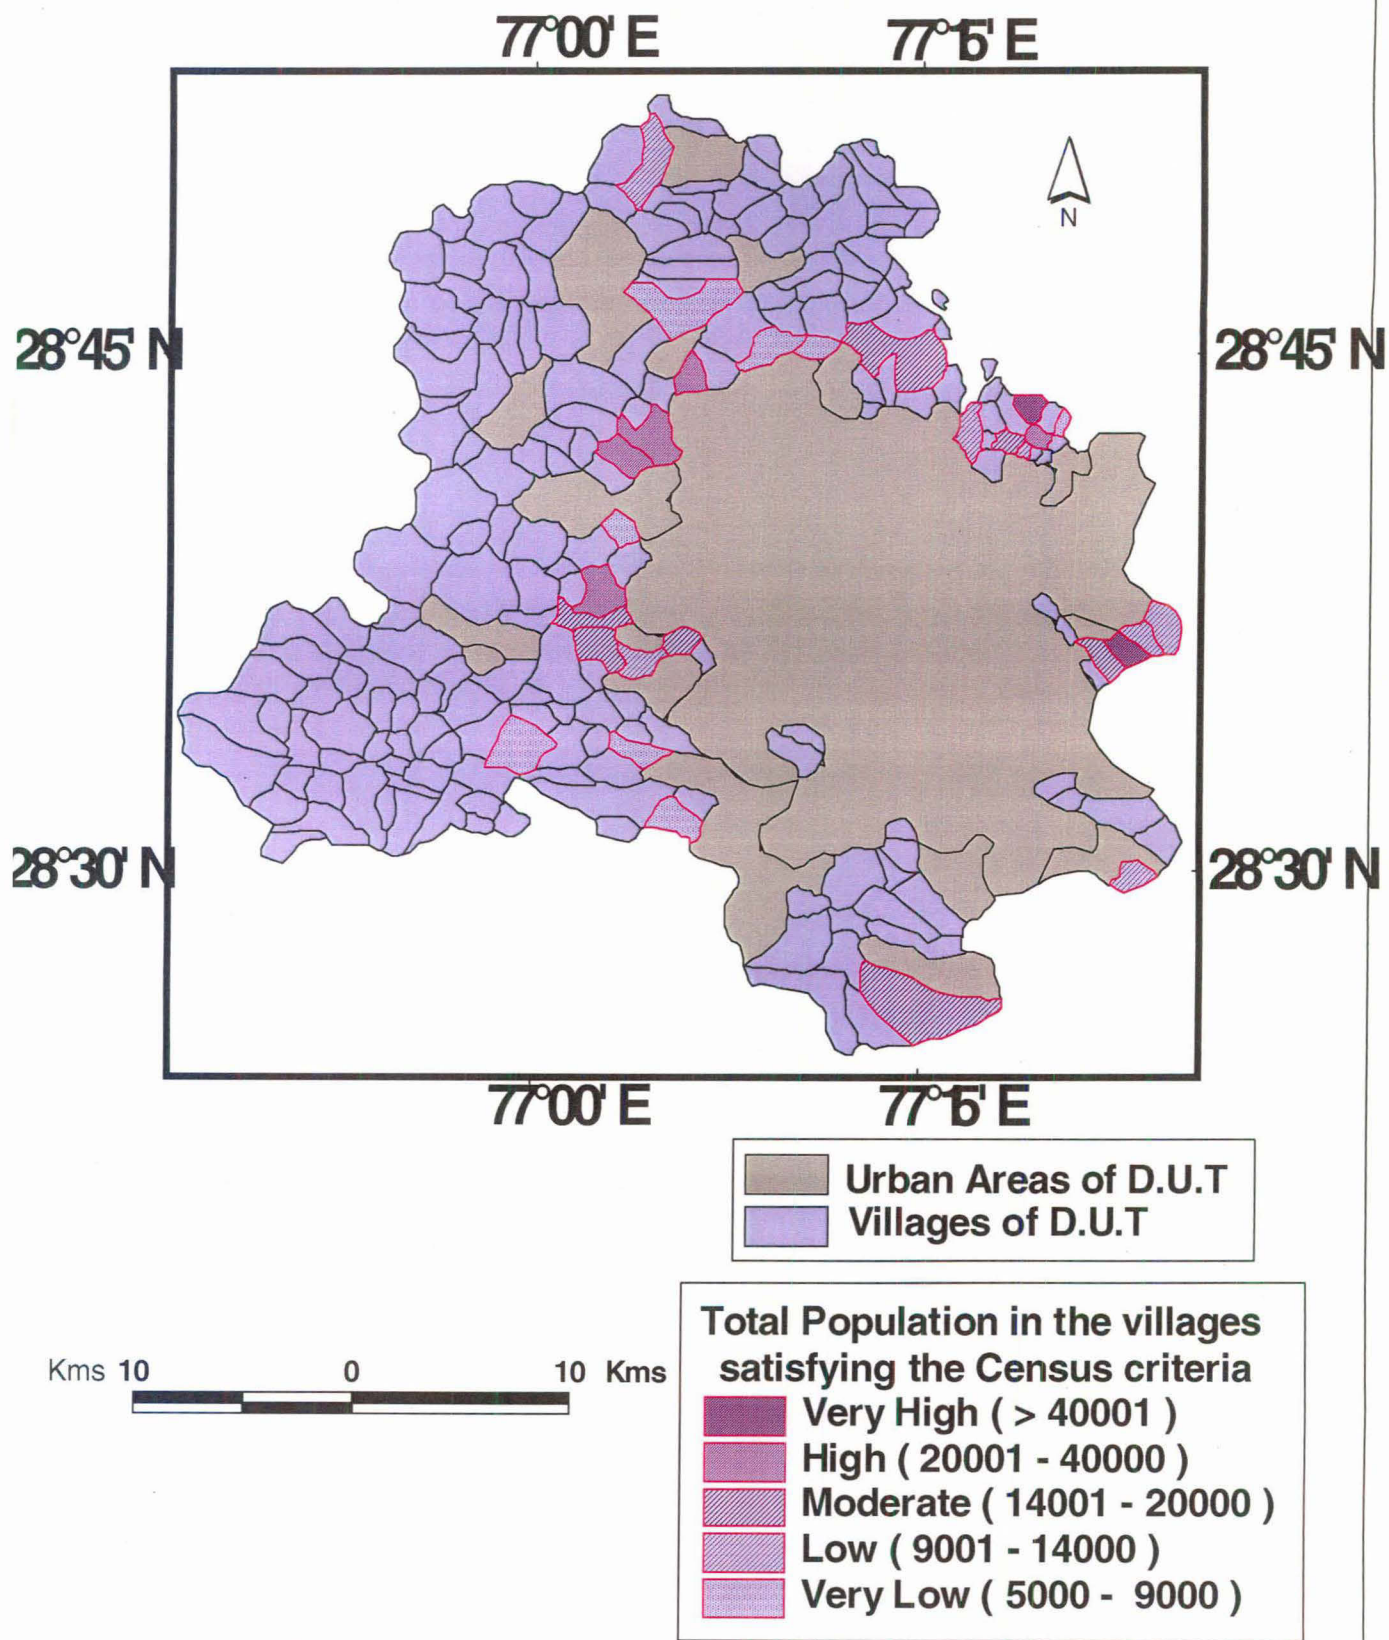 77°00' E 77°15' E
N
28°45' N 28°45' N
28°30' N 28°30' N
77°00' E 77°15' E
Urban Areas of D.U.T
Villages of D.U.T
Total Population in the villages
satisfying the Census criteria
Kms 10 0 10 Kms
Very High ( > 40001 )
High ( 20001 - 40000 )
Moderate ( 14001 - 20000 )
Low ( 9001 - 14000 )
Very Low ( 5000 - 9000 )